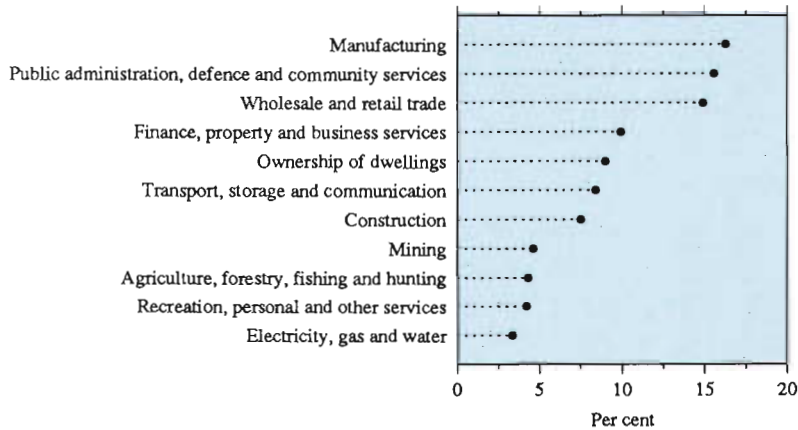 Manufacturing
Public administration, defence and community services
Wholesale and retail trade
Finance, property and business services
Ownership of dwellings
Transport, storage and communication
Construction
Mining
Agriculture, forestry, fishing and hunting
Recreation, personal and other services
Electricity, gas and water
0 5 10 15 20
Per cent